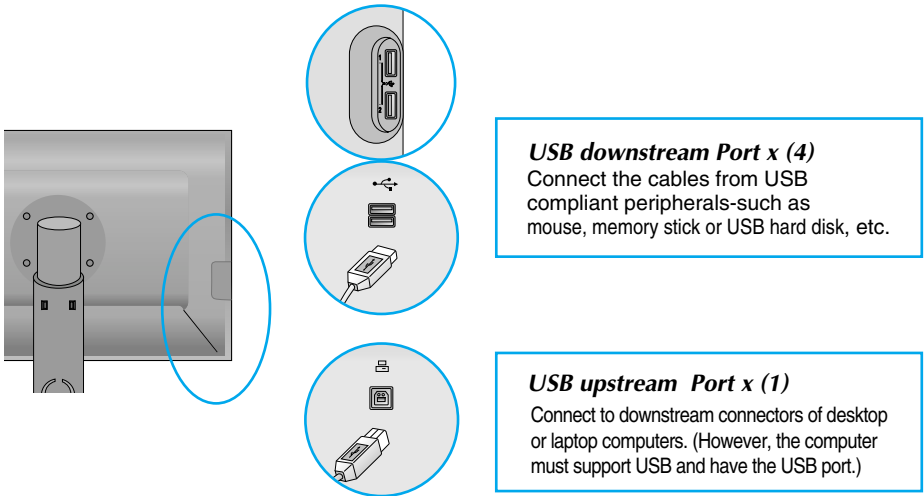 1
2
USB downstream Port x (4)
Connect the cables from USB
compliant peripherals-such as
mouse, memory stick or USB hard disk, etc.
USB upstream Port x (1)
Connect to downstream connectors of desktop
or laptop computers. (However, the computer
must support USB and have the USB port.)